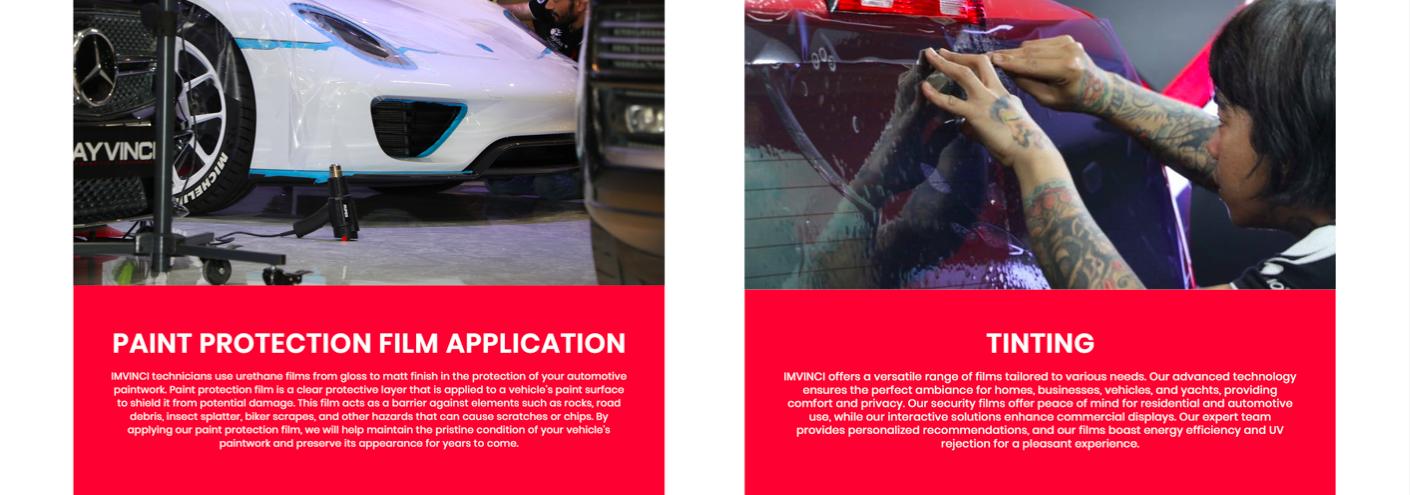 AYVINCI
MICHELIN
PAINT PROTECTION FILM APPLICATION
IMVINCI technicians use urethane films from gloss to matt finish in the protection of your automotive
paintwork. Paint protection film is a clear protective layer that is applied to a vehicle's paint surface
to shield it from potential damage. This film acts as a barrier against elements such as rocks, road
debris, insect splatter, biker scrapes, and other hazards that can cause scratches or chips. By
applying our paint protection film, we will help maintain the pristine condition of your vehicle's
paintwork and preserve its appearance for years to come.
TINTING
IMVINCI offers a versatile range of films tailored to various needs. Our advanced technology
ensures the perfect ambiance for homes, businesses, vehicles, and yachts, providing
comfort and privacy. Our security films offer peace of mind for residential and automotive
use, while our interactive solutions enhance commercial displays. Our expert team
provides personalized recommendations, and our films boast energy efficiency and UV
rejection for a pleasant experience.